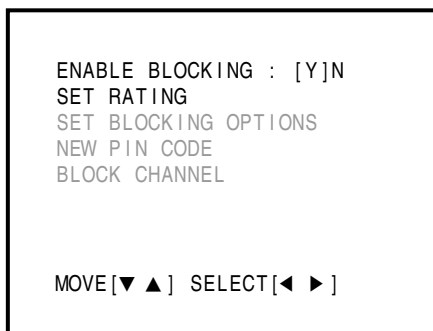 ENABLE BLOCKING : [Y]N
SET RATING
SET BLOCKING OPTIONS
NEW PIN CODE
BLOCK CHANNEL
MOVE[▼ ▲] SELECT[◀ ▶]